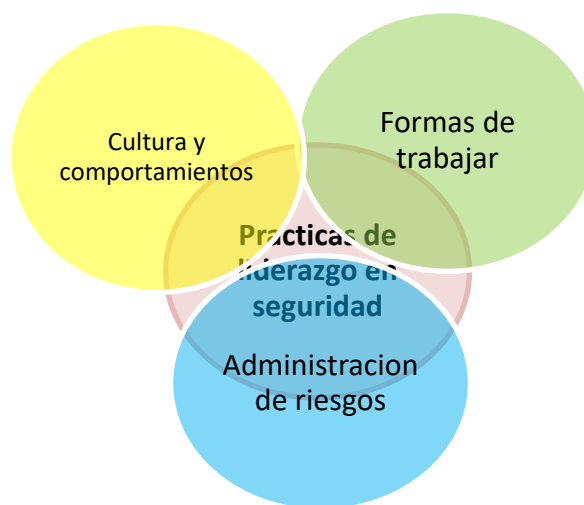 Cultura y
comportamientos
Formas de
trabajar
Practicas de
liderazgo en
seguridad
Administracion
de riesgos